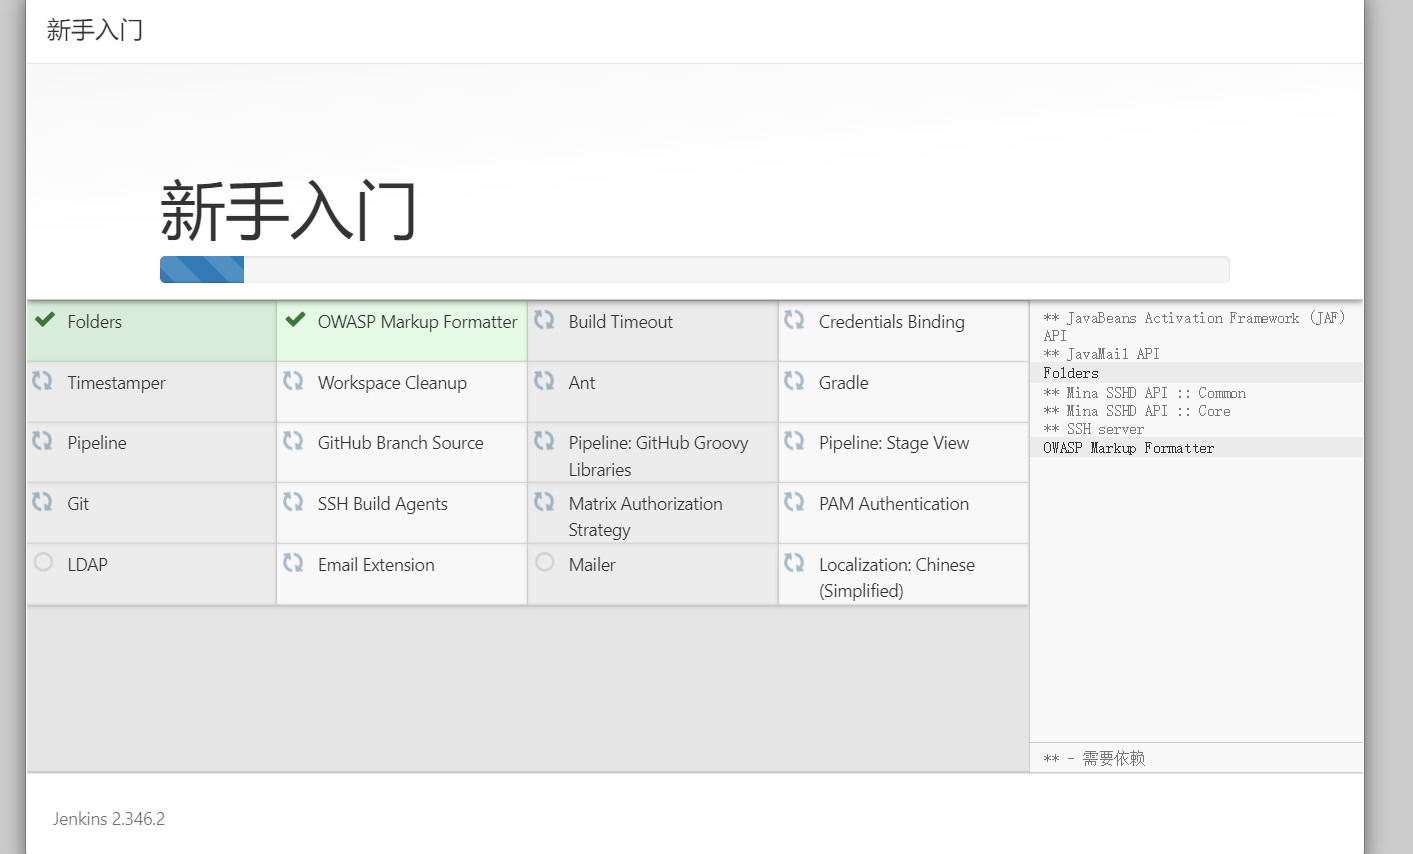 新手入门
新手入门
Folders
OWASP Markup Formatter
Build Timeout
Credentials Binding
Timestamper
Workspace Cleanup
Ant
Gradle
Pipeline
GitHub Branch Source
Pipeline: GitHub Groovy
Libraries
Pipeline: Stage View
Git
SSH Build Agents
Matrix Authorization
Strategy
PAM Authentication
LDAP
Email Extension
Mailer
Localization: Chinese
(Simplified)
** JavaBeans Activation Framework (JAF)
API
** JavaMail API
Folders
** Mina SSHD API :: Common
** Mina SSHD API :: Core
** SSH server
OWASP Markup Formatter
** - 需要依赖
Jenkins 2.346.2